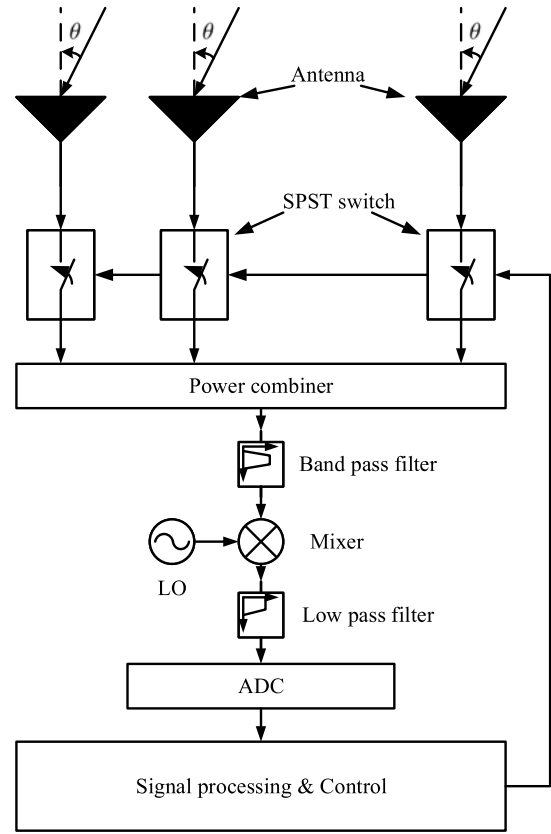 θ θ θ
Antenna
SPST switch
Power combiner
Band pass filter
Mixer
LO
Low pass filter
ADC
Signal processing & Control